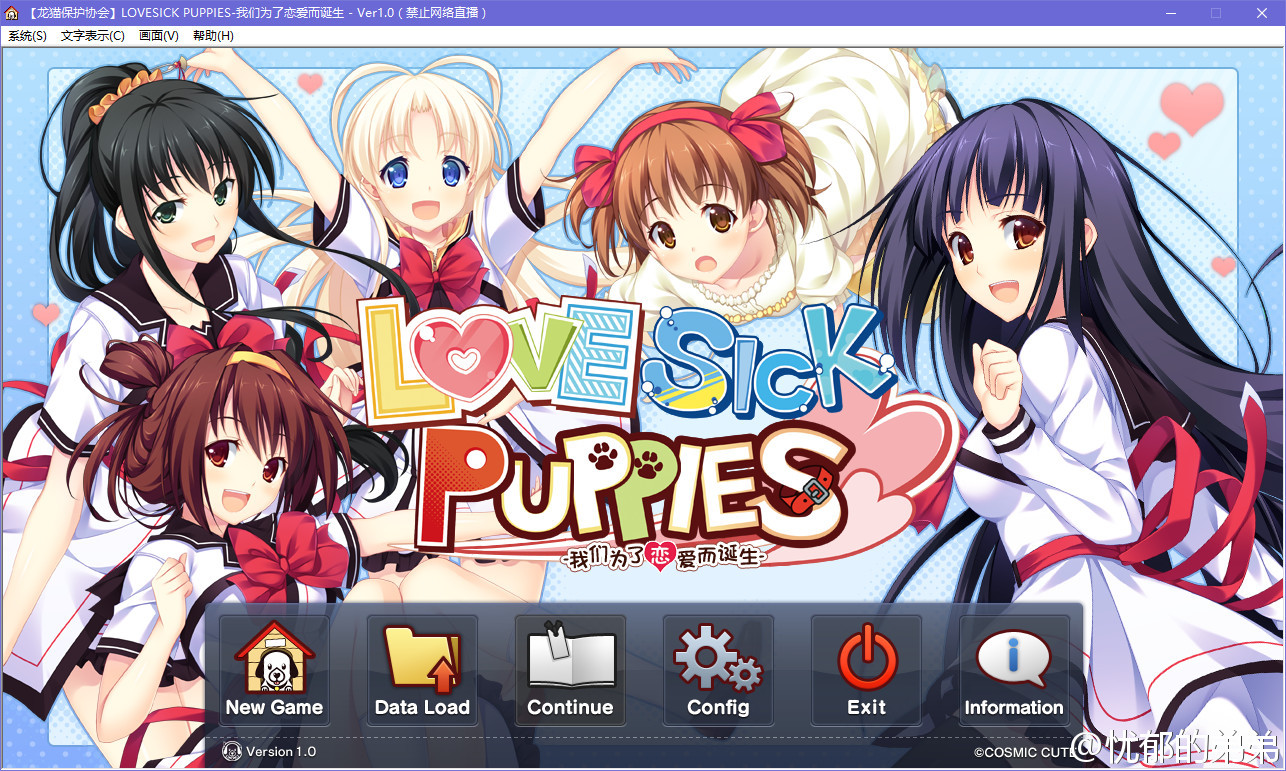 【龙猫保护协会】LOVESICK PUPPIES-我们为了恋爱而诞生 - Ver1.0 ( 禁止网络直播 )
系统(S) 文字表示(C) 画面(V) 帮助(H)
LOVE SICK
PUPPIES
-我们为了恋爱而诞生-
New Game Data Load Continue Config Exit Information
Version 1.0 ©COSMIC CUTE
@忧郁的弟弟